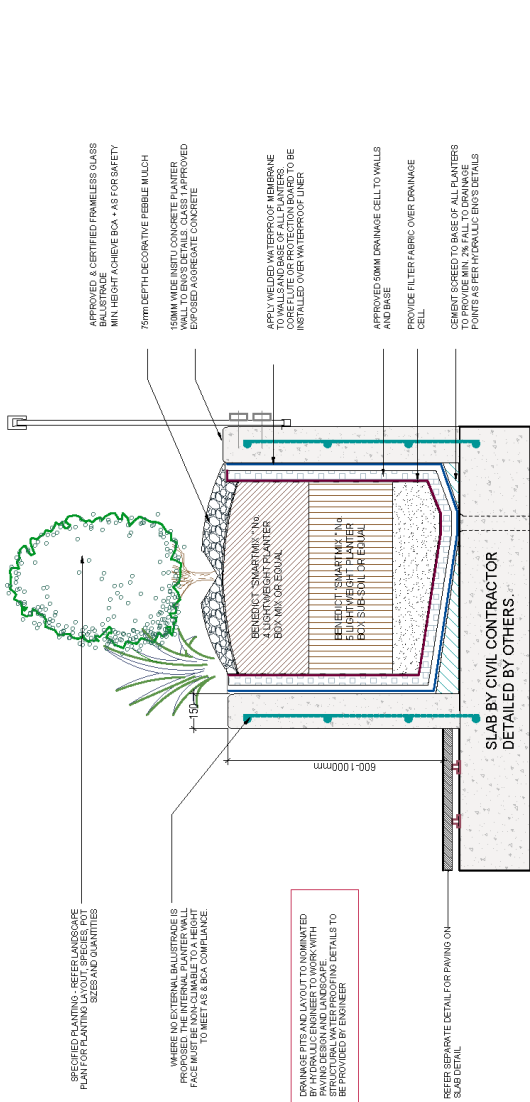 APPROVED & CERTIFIED FRAMELESS GLASS
BALUSTRADE
MIN. HEIGHT ACHIEVE BCA + AS FOR SAFETY
75mm DEPTH DECORATIVE PEBBLE MULCH
150MM WIDE INSITU CONCRETE PLANTER
WALL TO ENG'S DETAILS. CLASS 1 APPROVED
EXPOSED AGGREGATE CONCRETE
APPLY WELDED WATERPROOF MEMBRANE
TO WALLS AND BASE OF ALL PLANTERS.
CORE FLUTE OR PROTECTION BOARD TO BE
INSTALLED OVER WATERPROOF LINER
APPROVED 50MM DRAINAGE CELL TO WALLS
AND BASE
PROVIDE FILTER FABRIC OVER DRAINAGE
CELL
CEMENT SCREED TO BASE OF ALL PLANTERS
TO PROVIDE MIN. 2% FALL TO DRAINAGE
POINTS AS PER HYDRAULIC ENG'S DETAILS
BENEDICT "SMARTMIX" No.
4 LIGHTWEIGHT PLANTER
BOX MIX OR EQUAL
BENEDICT "SMARTMIX" No.
6 LIGHTWEIGHT PLANTER
BOX SUB-SOIL OR EQUAL
SLAB BY CIVIL CONTRACTOR
DETAILED BY OTHERS.
150
600-1000mm
SPECIFIED PLANTING - REFER LANDSCAPE
PLAN FOR PLANTING LAYOUT, SPECIES, POT
SIZES AND QUANTITIES
WHERE NO EXTERNAL BALUSTRADE IS
PROPOSED, THE INTERNAL PLANTER WALL
FACE MUST BE NON-CLIMABLE TO A HEIGHT
TO MEET AS & BCA COMPLIANCE.
DRAINAGE PITS AND LAYOUT TO NOMINATED
BY HYDRAULIC ENGINEER TO WORK WITH
PAVING DESIGN AND LANDSCAPE.
STRUCTURAL WATER PROOFING DETAILS TO
BE PROVIDED BY ENGINEER
REFER SEPARATE DETAIL FOR PAVING ON
SLAB DETAIL